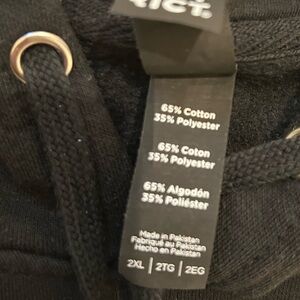 65% Cotton
35% Polyester
65% Coton
35% Polyester
65% Algodón
35% Poliéster
Made in Pakistan
Fabriqué au Pakistan
Hecho en Pakistan
2XL | 2TG | 2EG